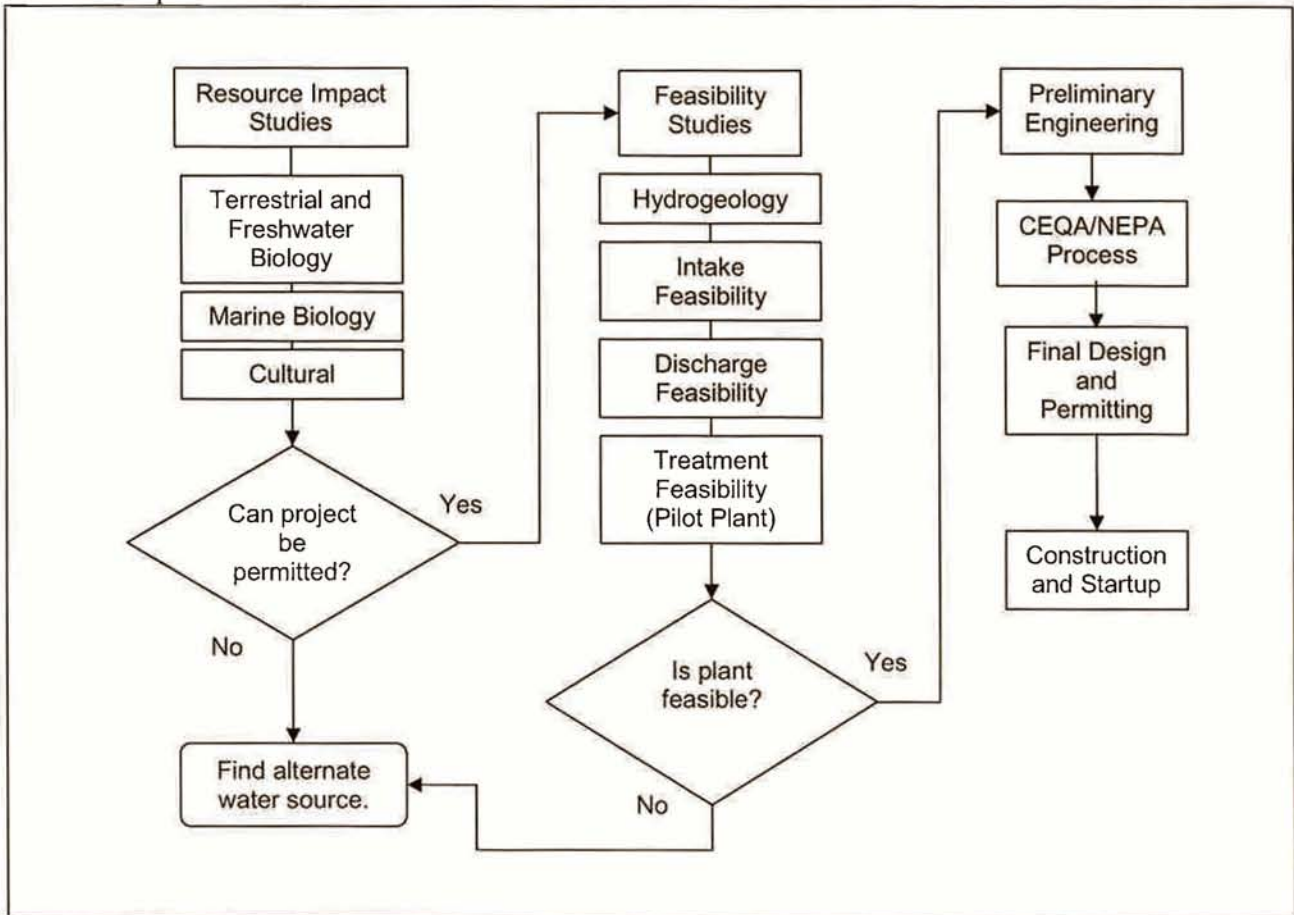 Resource Impact
Studies
Terrestrial and
Freshwater
Biology
Marine Biology
Cultural
Can project
be
permitted?
Yes
No
Find alternate
water source.
Feasibility
Studies
Hydrogeology
Intake
Feasibility
Discharge
Feasibility
Treatment
Feasibility
(Pilot Plant)
Is plant
feasible?
Yes
No
Preliminary
Engineering
CEQA/NEPA
Process
Final Design
and
Permitting
Construction
and Startup